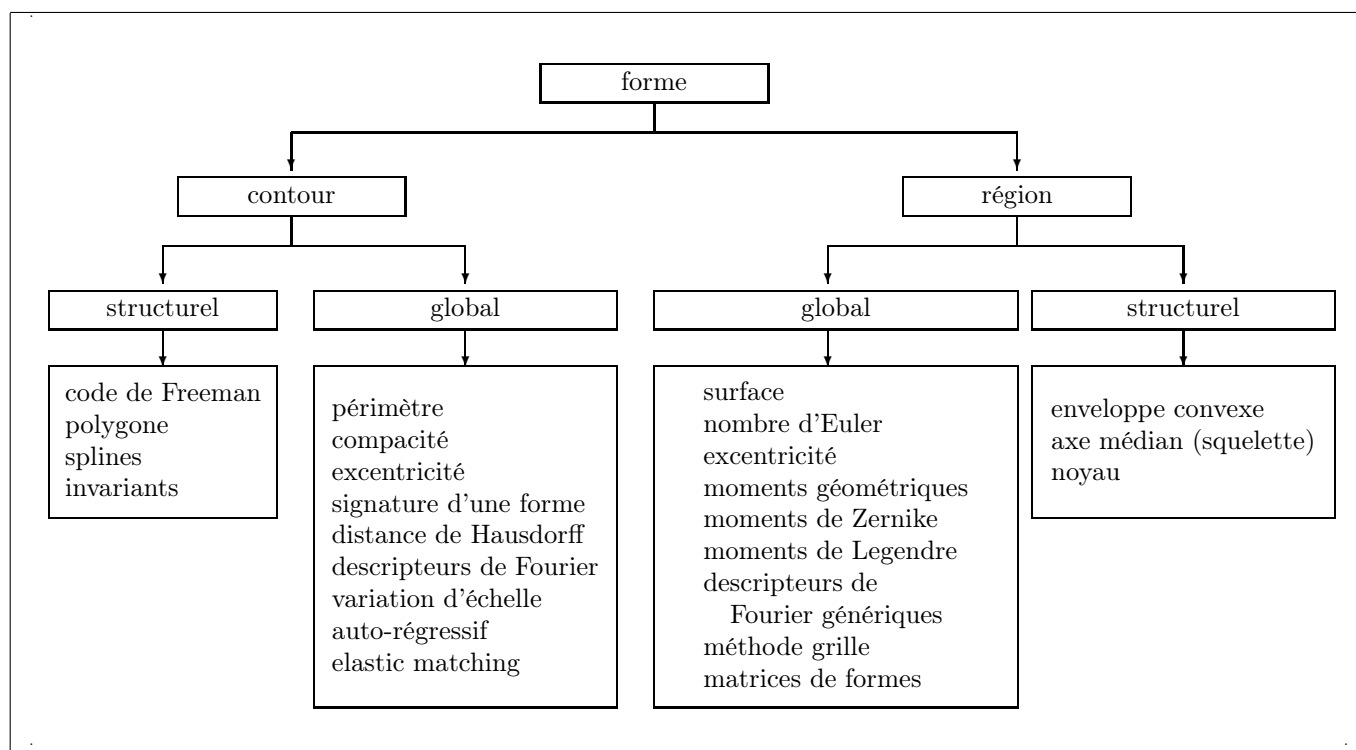 forme
contour
région
structurel
global
global
structurel
code de Freeman
polygone
splines
invariants
périmètre
compacité
excentricité
signature d'une forme
distance de Hausdorff
descripteurs de Fourier
variation d'échelle
auto-régressif
elastic matching
surface
nombre d'Euler
excentricité
moments géométriques
moments de Zernike
moments de Legendre
descripteurs de
Fourier génériques
méthode grille
matrices de formes
enveloppe convexe
axe médian (squelette)
noyau